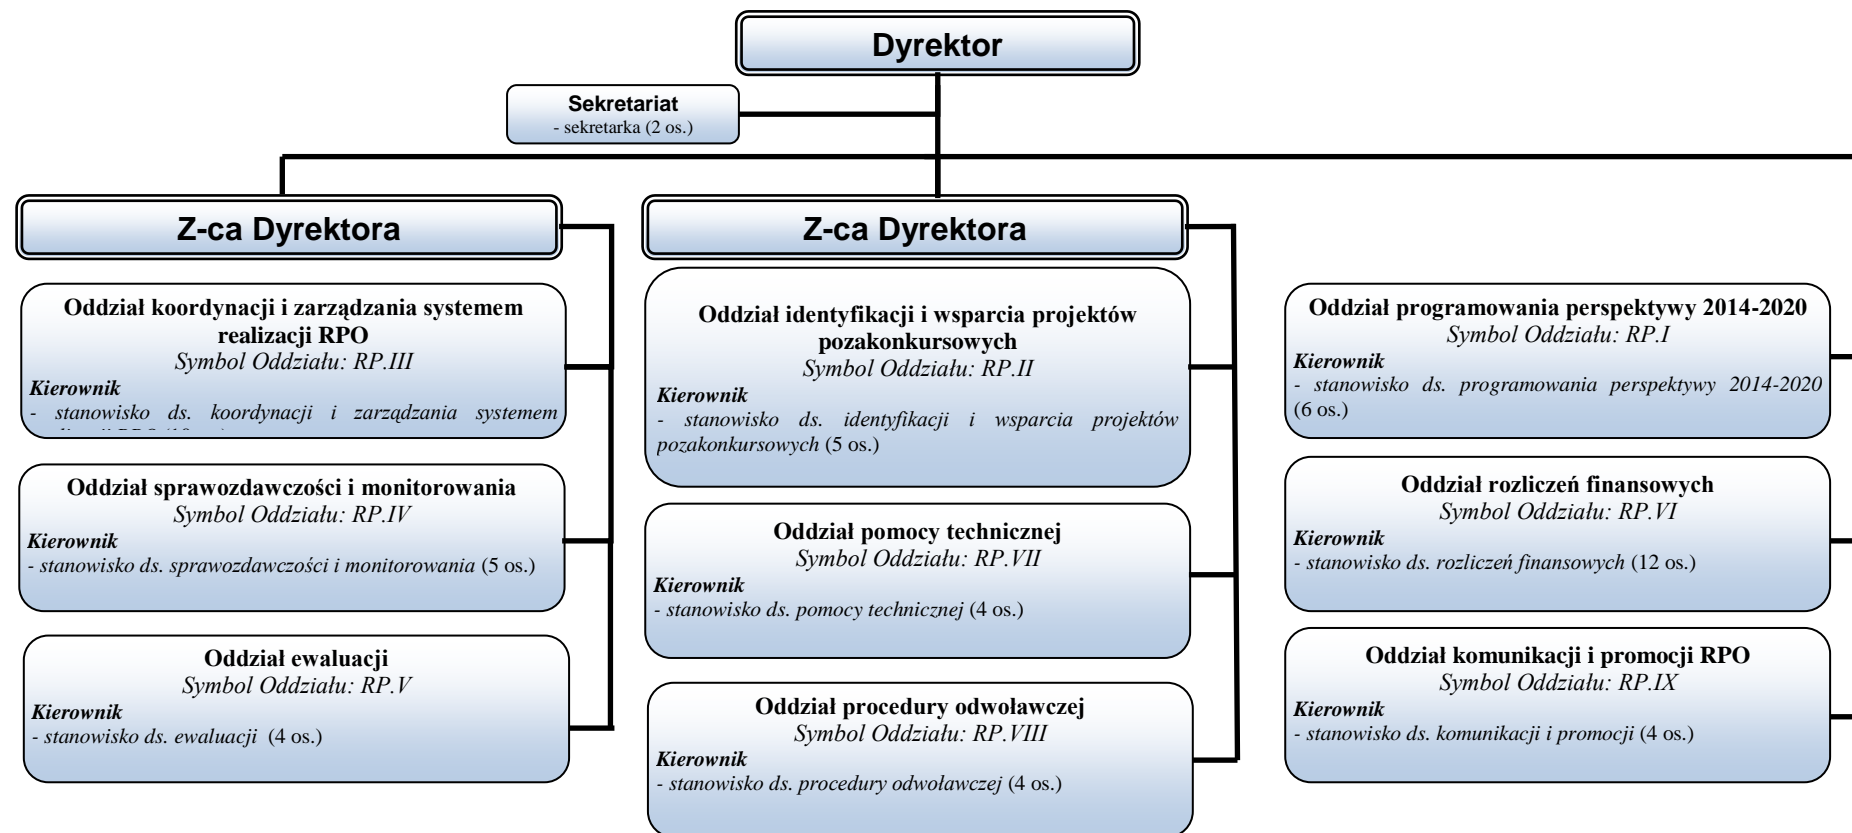 Dyrektor
Sekretariat
- sekretarka (2 os.)
Z-ca Dyrektora
Oddział koordynacji i zarządzania systemem
realizacji RPO
Symbol Oddziału: RP.III
Kierownik
- stanowisko ds. koordynacji i zarządzania systemem
Oddział sprawozdawczości i monitorowania
Symbol Oddziału: RP.IV
Kierownik
- stanowisko ds. sprawozdawczości i monitorowania (5 os.)
Oddział ewaluacji
Symbol Oddziału: RP.V
Kierownik
- stanowisko ds. ewaluacji (4 os.)
Z-ca Dyrektora
Oddział identyfikacji i wsparcia projektów
pozakonkursowych
Symbol Oddziału: RP.II
Kierownik
- stanowisko ds. identyfikacji i wsparcia projektów
pozakonkursowych (5 os.)
Oddział pomocy technicznej
Symbol Oddziału: RP.VII
Kierownik
- stanowisko ds. pomocy technicznej (4 os.)
Oddział procedury odwoławczej
Symbol Oddziału: RP.VIII
Kierownik
- stanowisko ds. procedury odwoławczej (4 os.)
Oddział programowania perspektywy 2014-2020
Symbol Oddziału: RP.I
Kierownik
- stanowisko ds. programowania perspektywy 2014-2020
(6 os.)
Oddział rozliczeń finansowych
Symbol Oddziału: RP.VI
Kierownik
- stanowisko ds. rozliczeń finansowych (12 os.)
Oddział komunikacji i promocji RPO
Symbol Oddziału: RP.IX
Kierownik
- stanowisko ds. komunikacji i promocji (4 os.)